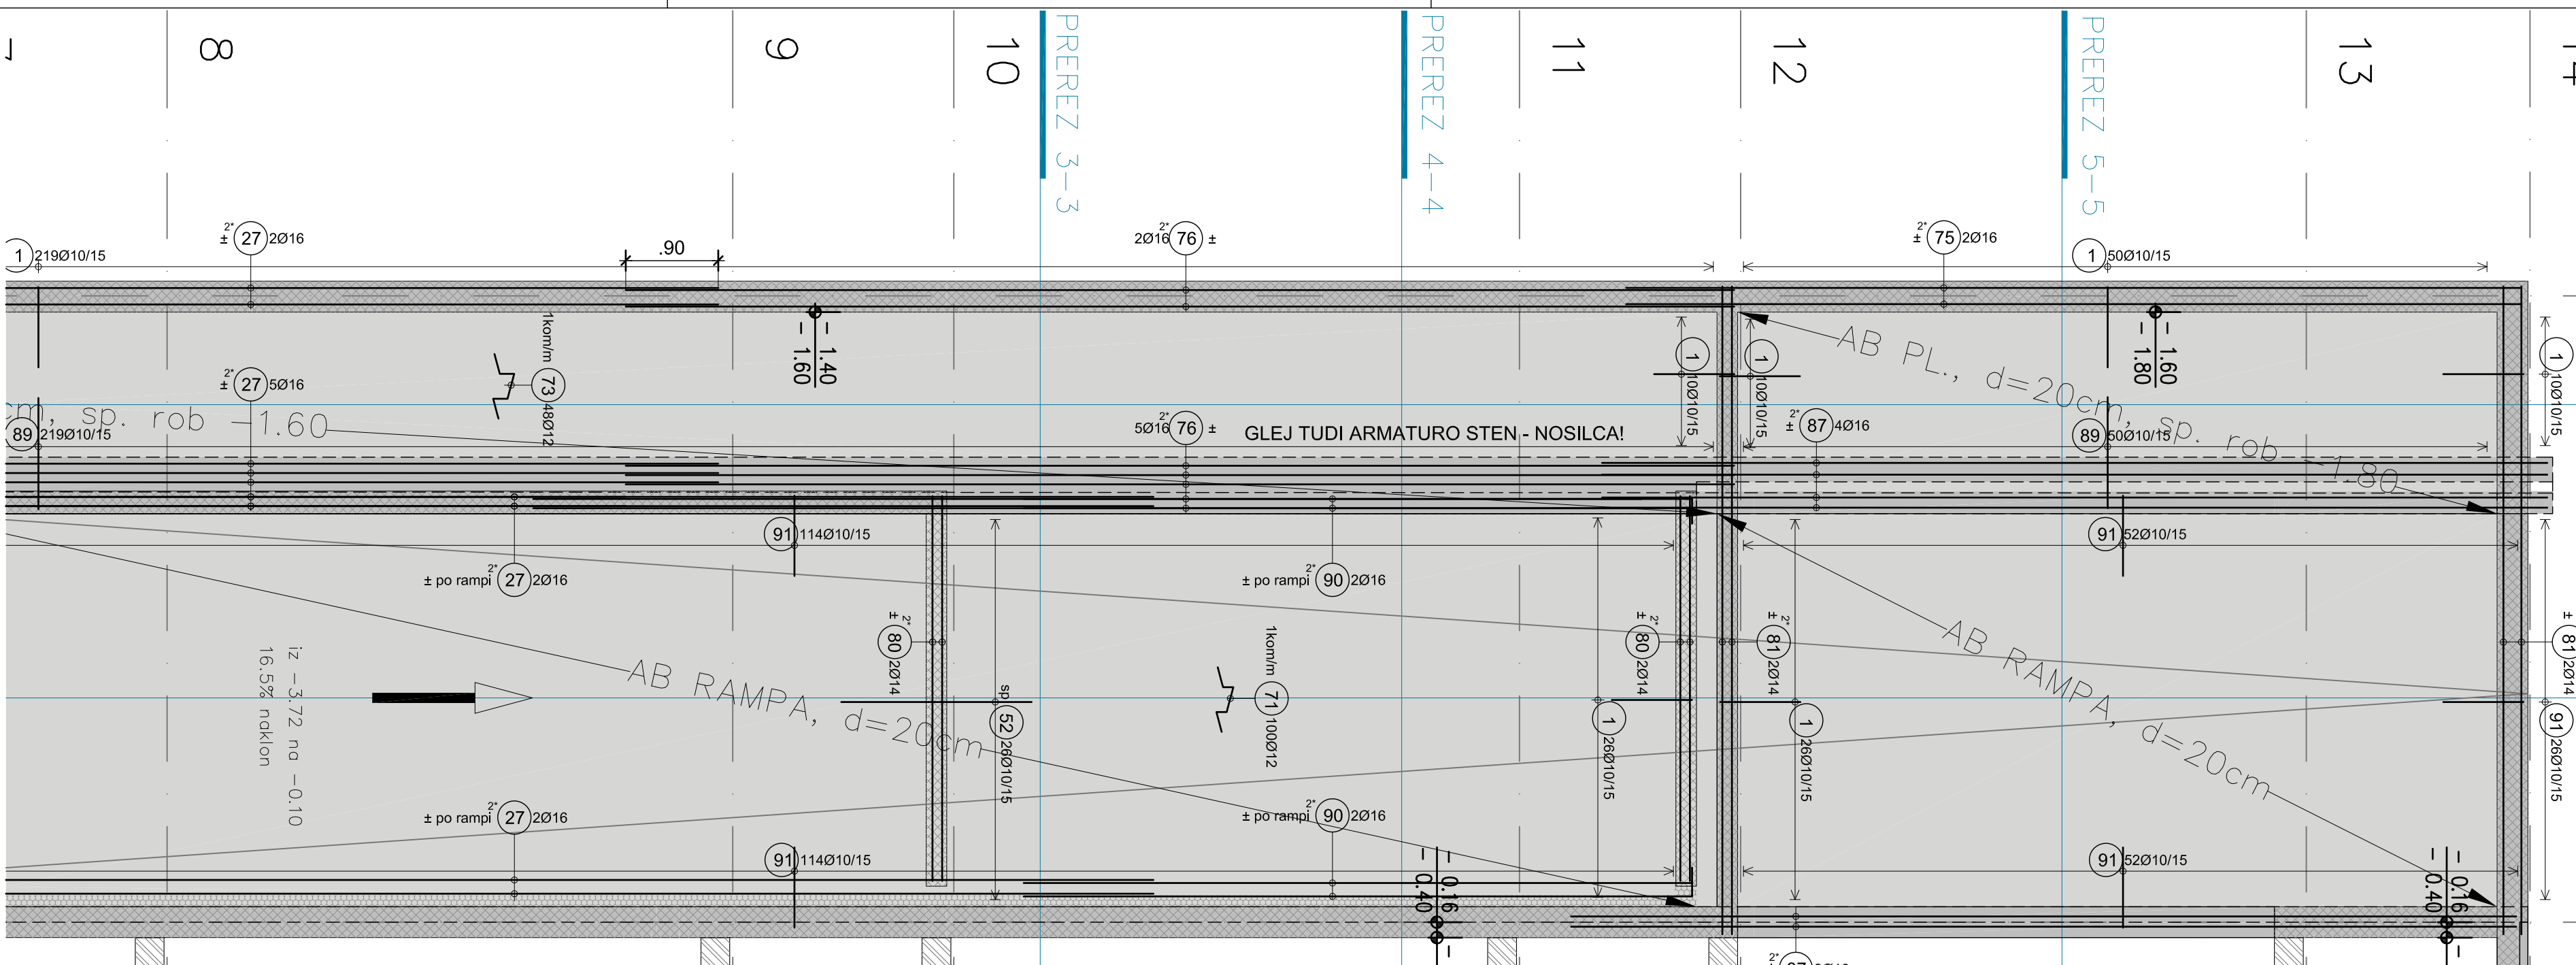 8
9
10
PREREZ 3-3
PREREZ 4-4
11
12
PREREZ 5-5
13
2*
± 27 2Ø16
.90
2*
2Ø16 76 ±
2*
± 75 2Ø16
1 219Ø10/15
1 50Ø10/15
1kom/m
73 48Ø12
- 1.40
- 1.60
1 10Ø10/15
1 10Ø10/15
AB PL., d=20cm, sp. rob -1.80
- 1.60
- 1.80
1 10Ø10/15
2*
± 27 5Ø16
cm, sp. rob -1.60
89 219Ø10/15
2*
5Ø16 76 ±
GLEJ TUDI ARMATURO STEN - NOSILCA!
2*
± 87 4Ø16
89 50Ø10/15
91 114Ø10/15
91 52Ø10/15
2*
± po rampi 27 2Ø16
2*
± po rampi 90 2Ø16
2*
± 80 2Ø14
2*
± 80 2Ø14
2*
± 81 2Ø14
2*
± 81 2Ø14
iz -3.72 na -0.10
16.5% naklon
AB RAMPA, d=20cm
sp
52 26Ø10/15
1kom/m
71 100Ø12
1 26Ø10/15
1 26Ø10/15
AB RAMPA, d=20cm
91 26Ø10/15
2*
± po rampi 27 2Ø16
2*
± po rampi 90 2Ø16
91 114Ø10/15
91 52Ø10/15
- 0.16
- 0.40
- 0.16
- 0.40
2*